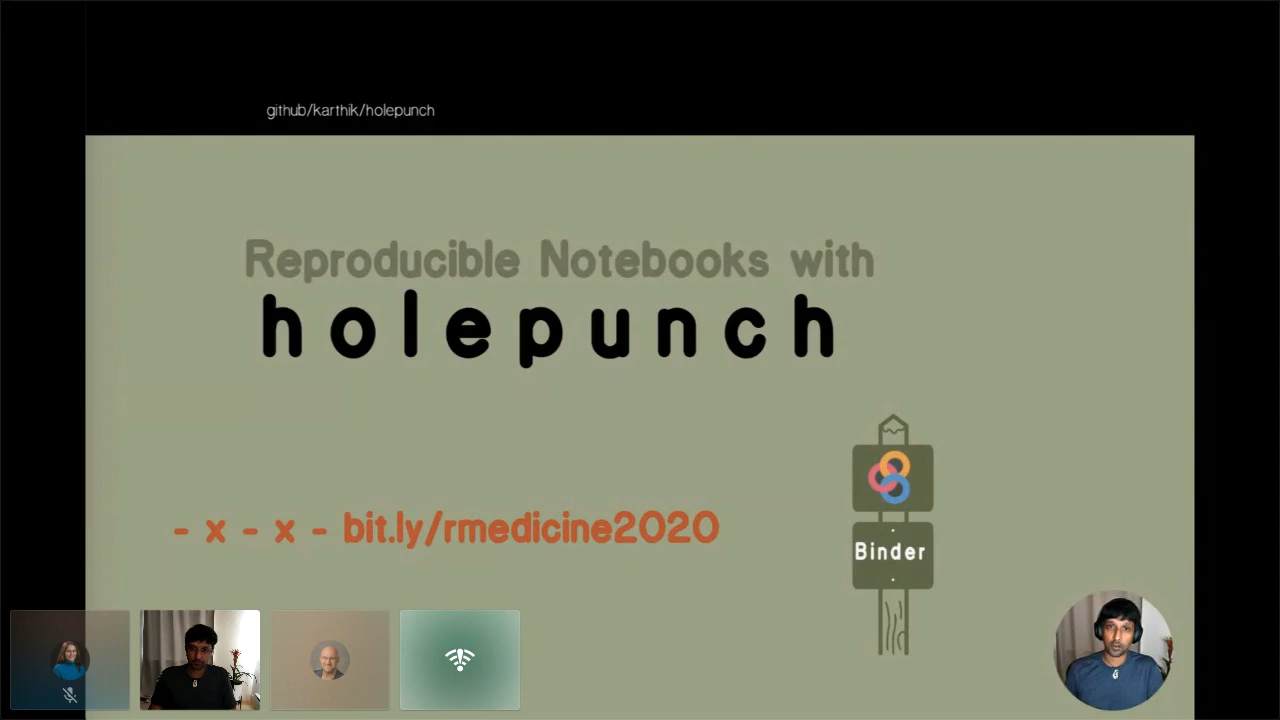 github/karthik/holepunch
Reproducible Notebooks with
holepunch
- x - x - bit.ly/rmedicine2020
Binder